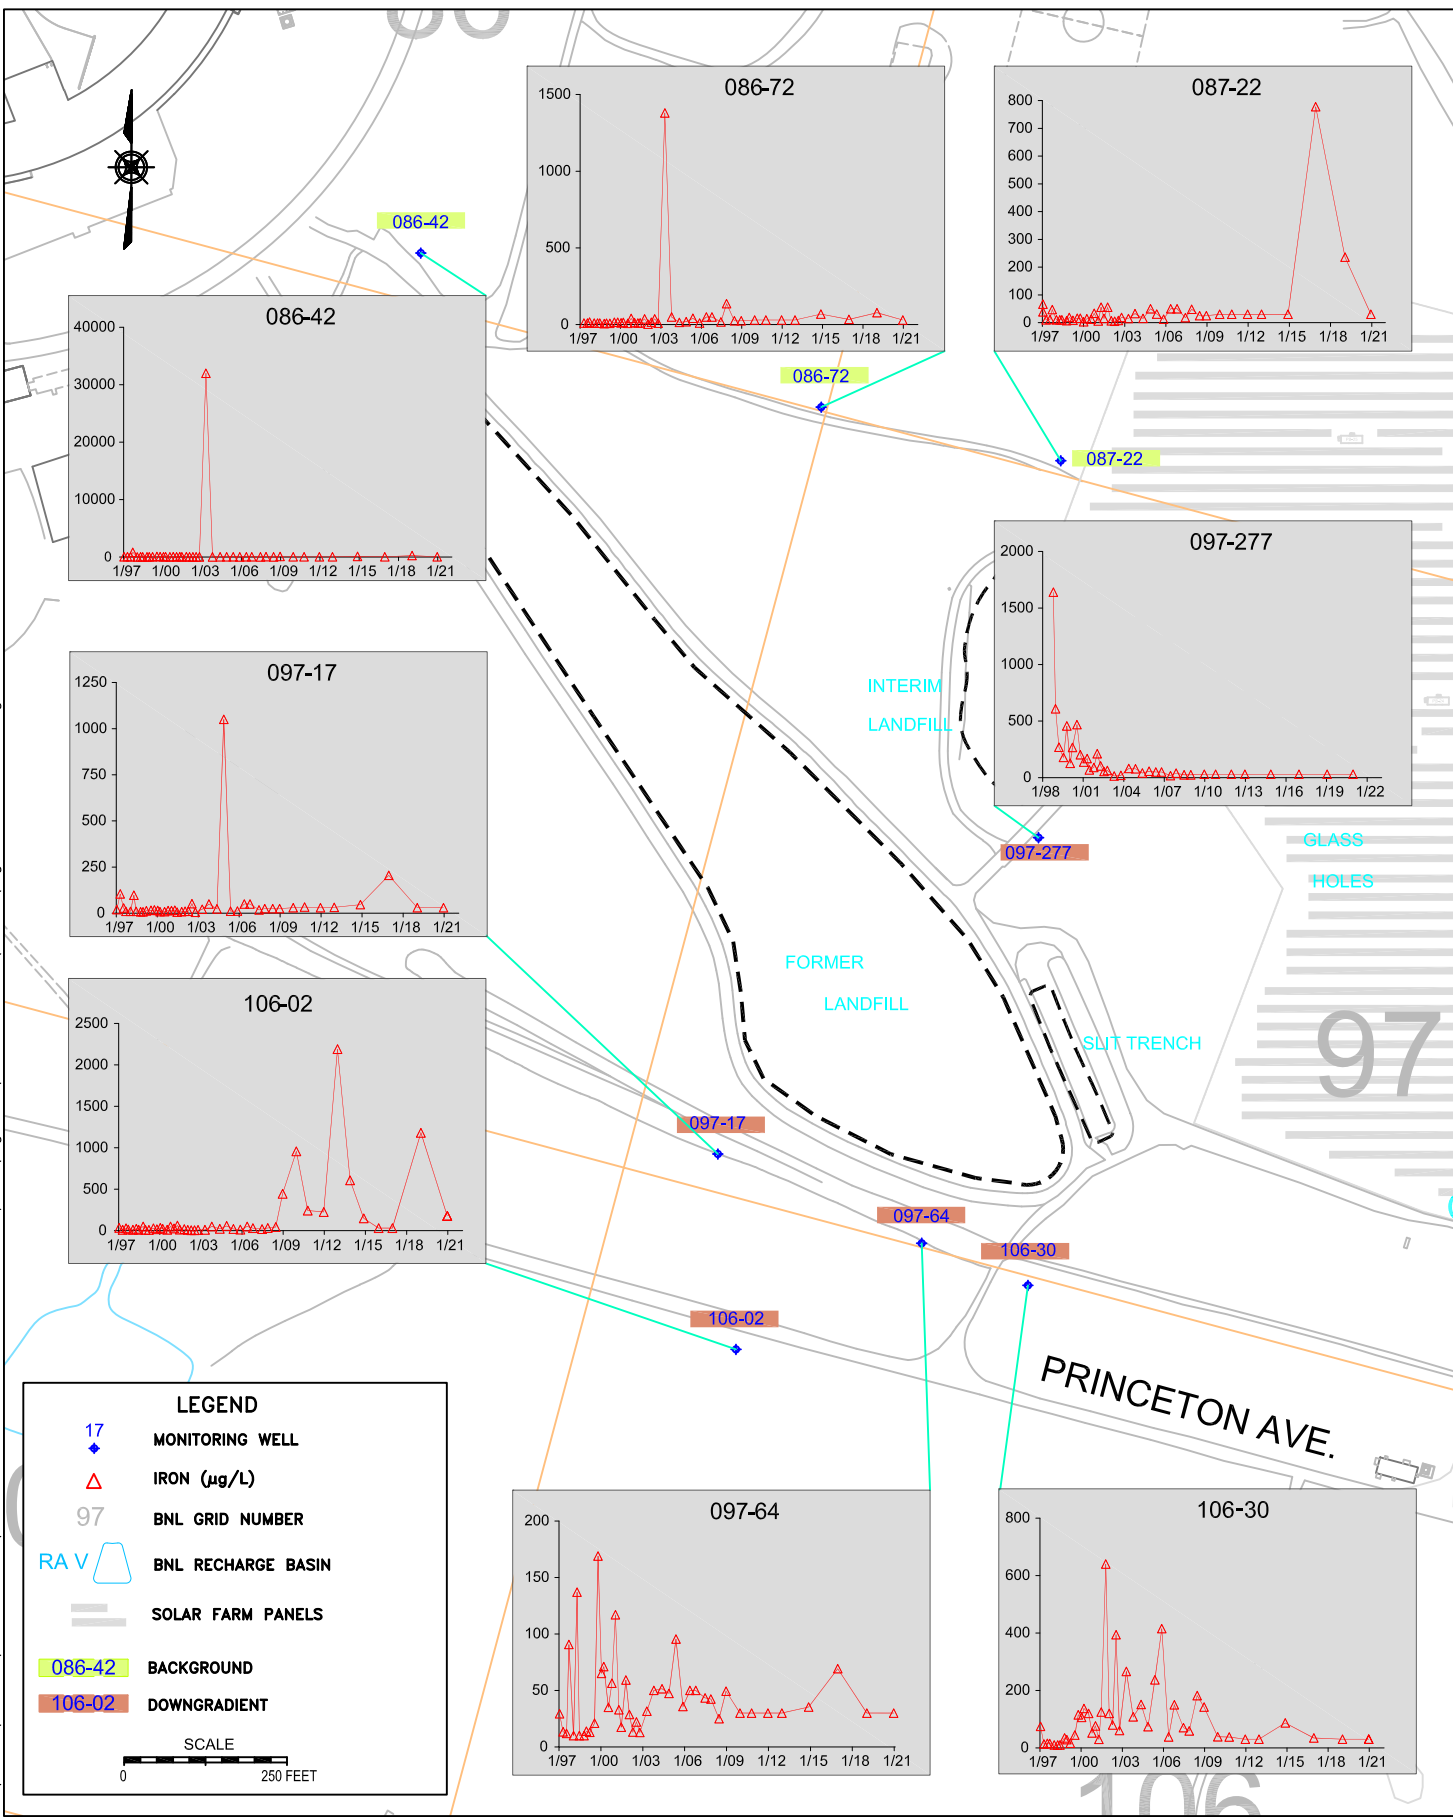 086-72
1500
1000
500
0
1/97 1/00 1/03 1/06 1/09 1/12 1/15 1/18 1/21
087-22
800
700
600
500
400
300
200
100
0
1/97 1/00 1/03 1/06 1/09 1/12 1/15 1/18 1/21
086-42
086-42
40000
30000
20000
10000
0
1/97 1/00 1/03 1/06 1/09 1/12 1/15 1/18 1/21
086-72
087-22
097-277
2000
1500
1000
500
0
1/98 1/01 1/04 1/07 1/10 1/13 1/16 1/19 1/22
097-17
1250
1000
750
500
250
0
1/97 1/00 1/03 1/06 1/09 1/12 1/15 1/18 1/21
INTERIM
LANDFILL
097-277
GLASS
HOLES
FORMER
LANDFILL
SLIT TRENCH
97
106-02
2500
2000
1500
1000
500
0
1/97 1/00 1/03 1/06 1/09 1/12 1/15 1/18 1/21
097-17
097-64
106-30
106-02
PRINCETON AVE.
LEGEND
17 MONITORING WELL
IRON (µg/L)
97 BNL GRID NUMBER
RA V BNL RECHARGE BASIN
SOLAR FARM PANELS
086-42 BACKGROUND
106-02 DOWNGRADIENT
SCALE
0 250 FEET
097-64
200
150
100
50
0
1/97 1/00 1/03 1/06 1/09 1/12 1/15 1/18 1/21
106-30
800
600
400
200
0
1/97 1/00 1/03 1/06 1/09 1/12 1/15 1/18 1/21
106